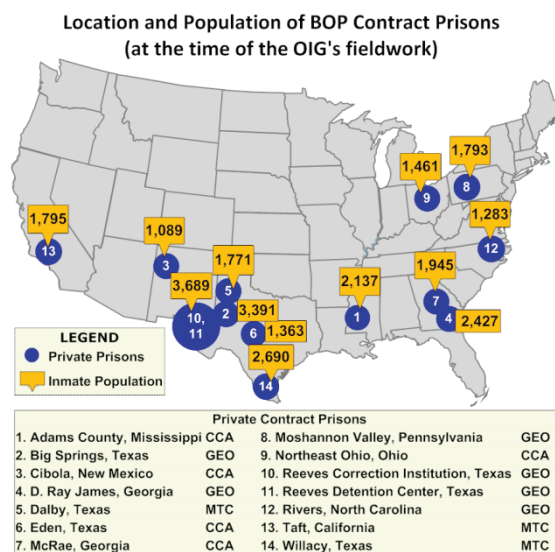 Location and Population of BOP Contract Prisons
(at the time of the OIG's fieldwork)
1,793
1,461
8
9
1,283
1,795
12
13
1,089
3
1,771
1,945
3,689
5
2,137
7
10,
11
2
3,391
1
4
2,427
6
1,363
2,690
14
LEGEND
Private Prisons
Inmate Population
Private Contract Prisons
1. Adams County, Mississippi CCA
2. Big Springs, Texas GEO
3. Cibola, New Mexico CCA
4. D. Ray James, Georgia GEO
5. Dalby, Texas MTC
6. Eden, Texas CCA
7. McRae, Georgia CCA
8. Moshannon Valley, Pennsylvania GEO
9. Northeast Ohio, Ohio CCA
10. Reeves Correction Institution, Texas GEO
11. Reeves Detention Center, Texas GEO
12. Rivers, North Carolina GEO
13. Taft, California MTC
14. Willacy, Texas MTC